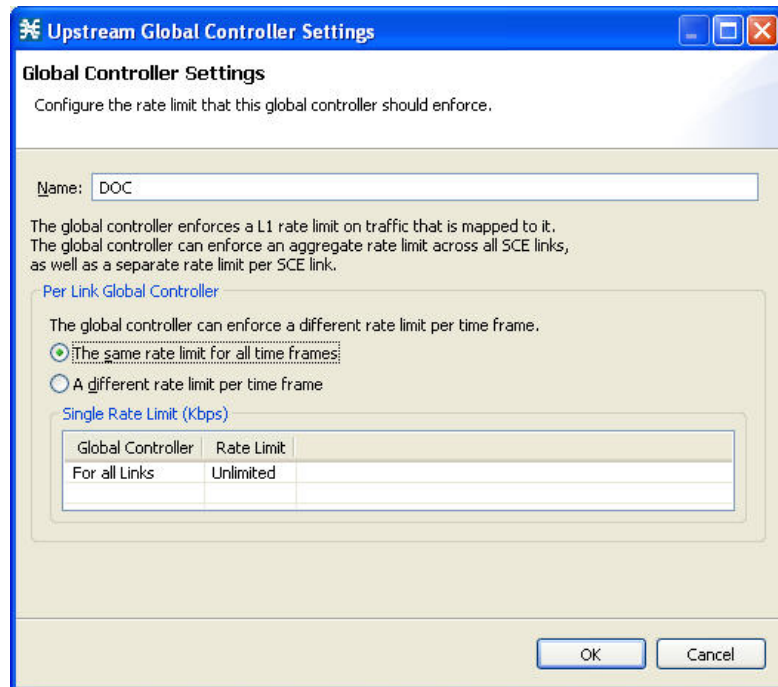 Upstream Global Controller Settings
Global Controller Settings
Configure the rate limit that this global controller should enforce.
Name: DOC
The global controller enforces a L1 rate limit on traffic that is mapped to it.
The global controller can enforce an aggregate rate limit across all SCE links,
as well as a separate rate limit per SCE link.
Per Link Global Controller
The global controller can enforce a different rate limit per time frame.
The same rate limit for all time frames
A different rate limit per time frame
Single Rate Limit (Kbps)
Global Controller Rate Limit
For all Links Unlimited
OK Cancel